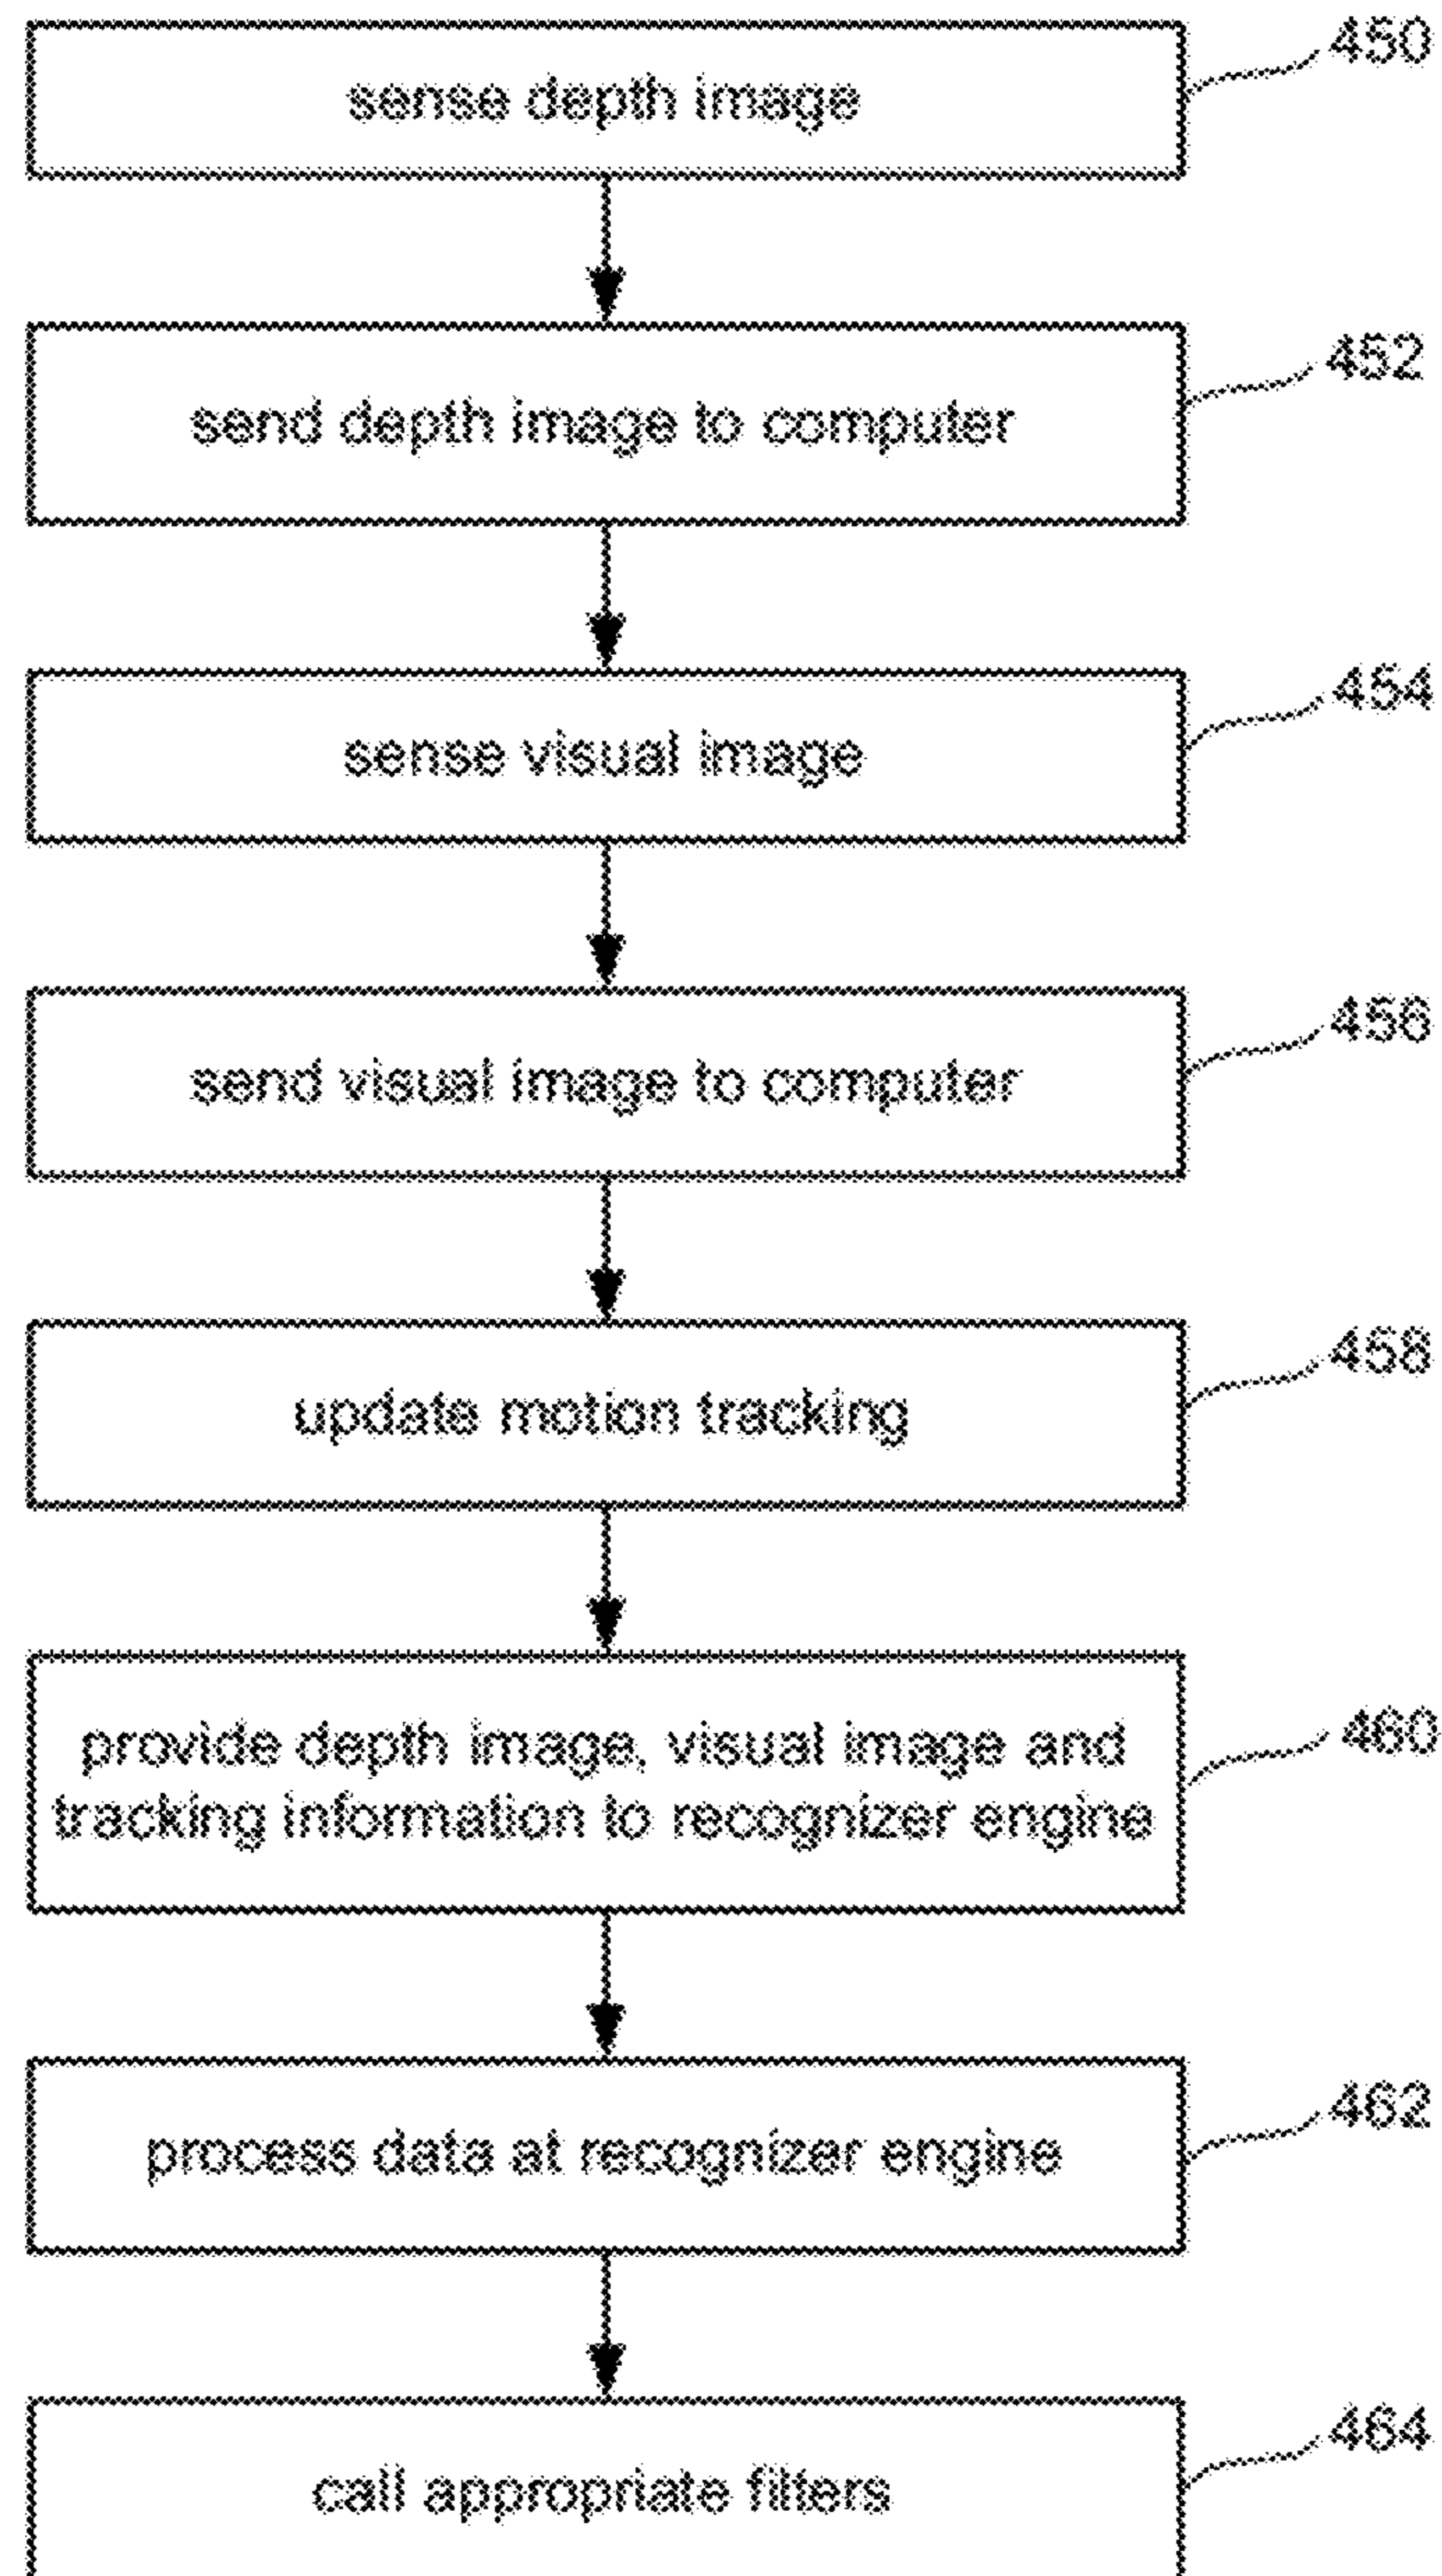 sense depth image
450
send depth image to computer
452
sense visual image
454
send visual image to computer
456
update motion tracking
458
provide depth image, visual image and
tracking information to recognizer engine
460
process data at recognizer engine
462
call appropriate filters
464